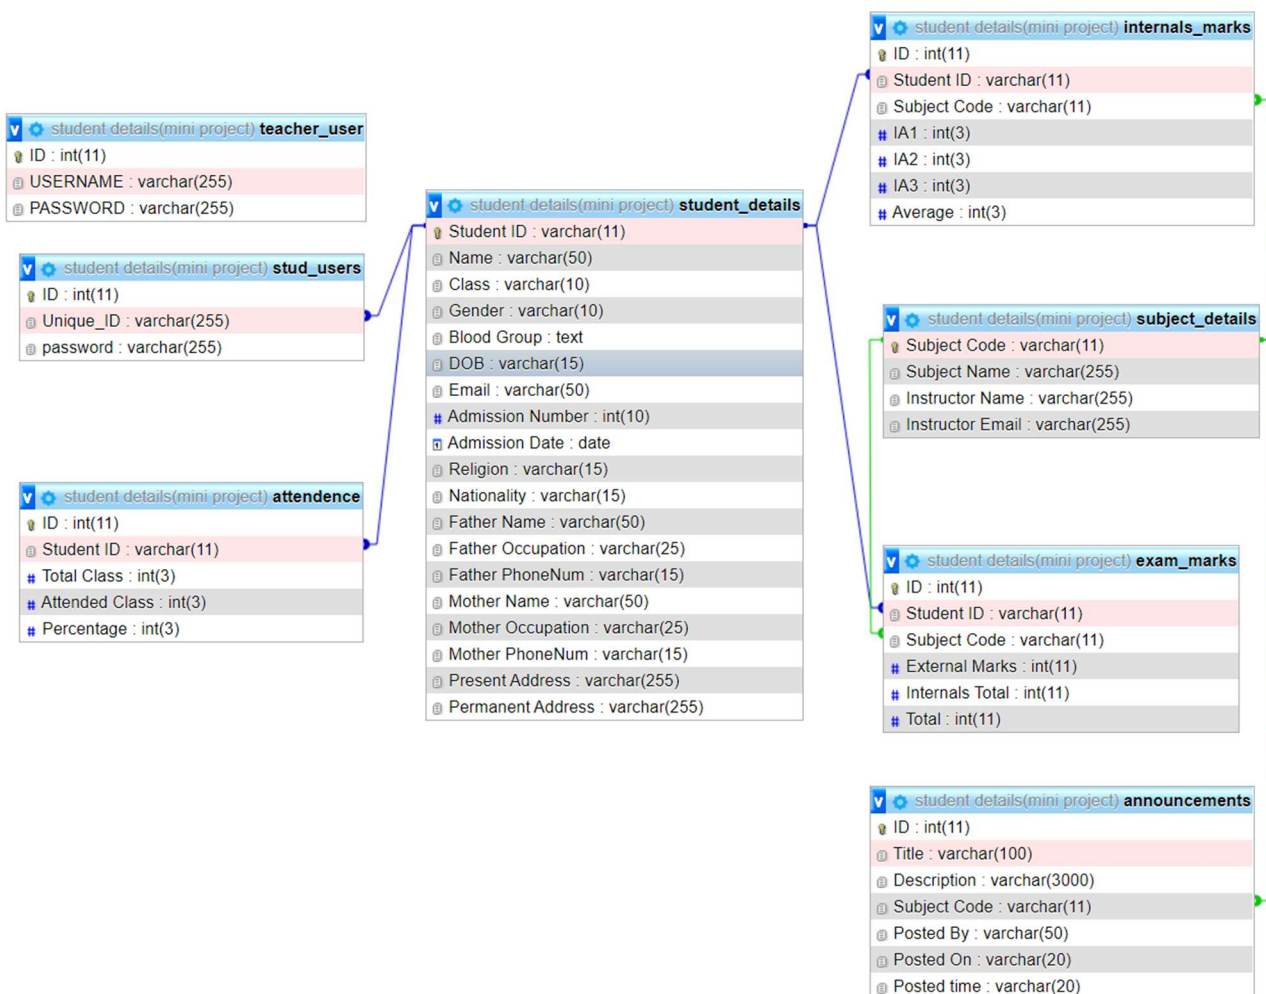 student details(mini project) teacher_user
ID : int(11)
USERNAME : varchar(255)
PASSWORD : varchar(255)
student details(mini project) stud_users
ID : int(11)
Unique_ID : varchar(255)
password : varchar(255)
student details(mini project) attendence
ID : int(11)
Student ID : varchar(11)
Total Class : int(3)
Attended Class : int(3)
Percentage : int(3)
student details(mini project) student_details
Student ID : varchar(11)
Name : varchar(50)
Class : varchar(10)
Gender : varchar(10)
Blood Group : text
DOB : varchar(15)
Email : varchar(50)
Admission Number : int(10)
Admission Date : date
Religion : varchar(15)
Nationality : varchar(15)
Father Name : varchar(50)
Father Occupation : varchar(25)
Father PhoneNum : varchar(15)
Mother Name : varchar(50)
Mother Occupation : varchar(25)
Mother PhoneNum : varchar(15)
Present Address : varchar(255)
Permanent Address : varchar(255)
student details(mini project) internals_marks
ID : int(11)
Student ID : varchar(11)
Subject Code : varchar(11)
IA1 : int(3)
IA2 : int(3)
IA3 : int(3)
Average : int(3)
student details(mini project) subject_details
Subject Code : varchar(11)
Subject Name : varchar(255)
Instructor Name : varchar(255)
Instructor Email : varchar(255)
student details(mini project) exam_marks
ID : int(11)
Student ID : varchar(11)
Subject Code : varchar(11)
External Marks : int(11)
Internals Total : int(11)
Total : int(11)
student details(mini project) announcements
ID : int(11)
Title : varchar(100)
Description : varchar(3000)
Subject Code : varchar(11)
Posted By : varchar(50)
Posted On : varchar(20)
Posted time : varchar(20)